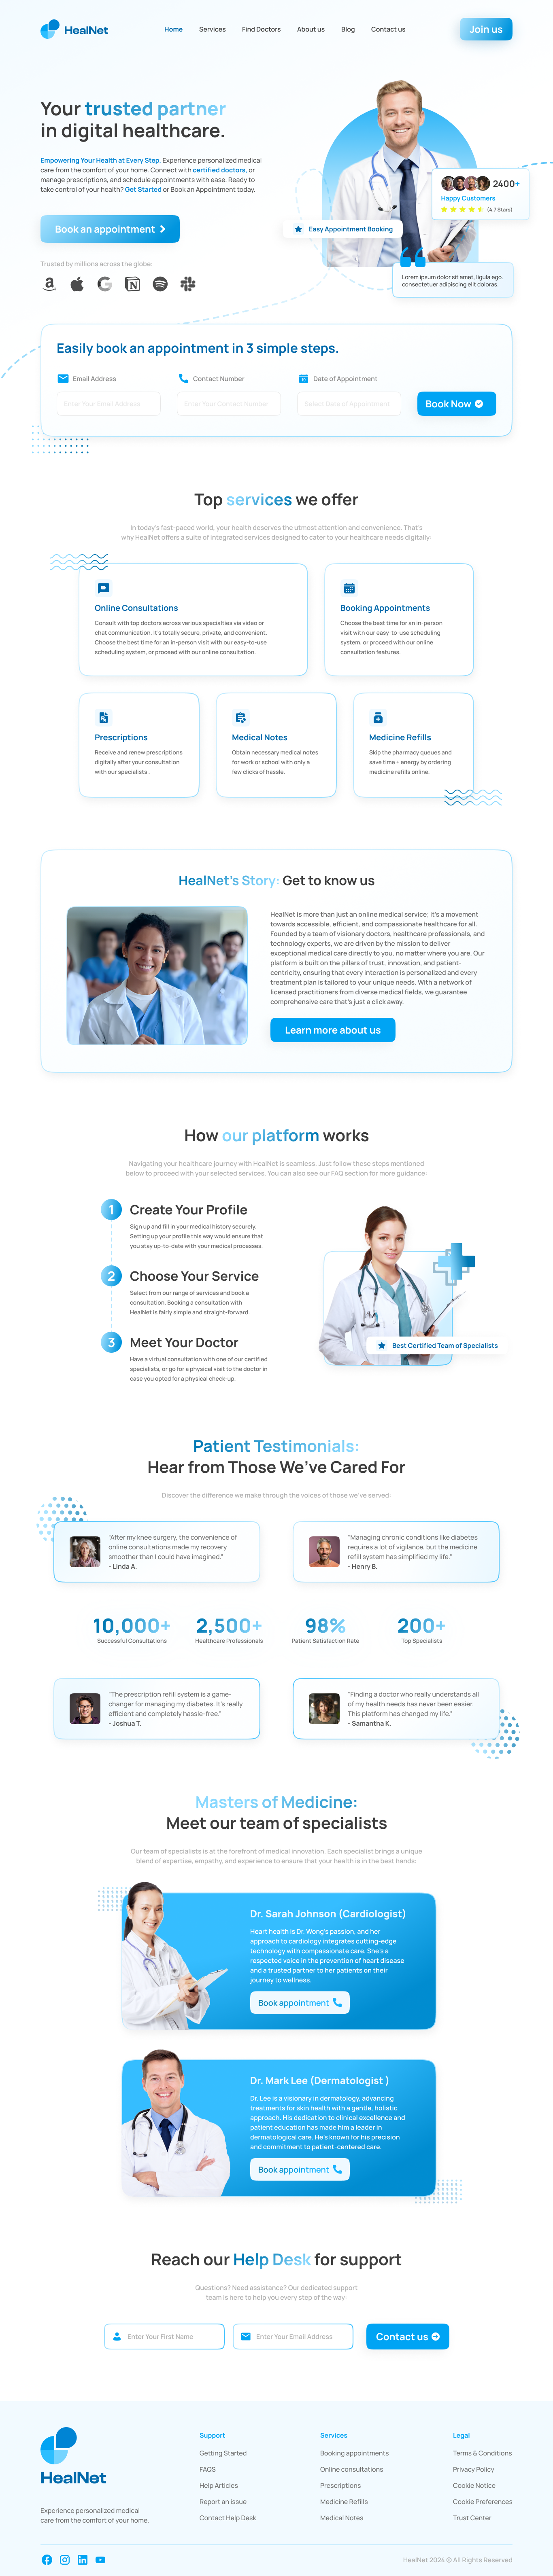 HealNet
Home
Services
Find Doctors
About us
Blog
Contact us
Join us
Your trusted partner
in digital healthcare.
Empowering Your Health at Every Step. Experience personalized medical
care from the comfort of your home. Connect with certified doctors, or
manage prescriptions, and schedule appointments with ease. Ready to
take control of your health? Get Started or Book an Appointment today.
Book an appointment
Trusted by millions across the globe:
2400+
Happy Customers
(4.7 Stars)
Easy Appointment Booking
Lorem ipsum dolor sit amet, ligula ego.
consectetuer adipiscing elit doloras.
Easily book an appointment in 3 simple steps.
Email Address
Contact Number
Date of Appointment
Enter Your Email Address
Enter Your Contact Number
Select Date of Appointment
Book Now
Top services we offer
In today's fast-paced world, your health deserves the utmost attention and convenience. That's
why HealNet offers a suite of integrated services designed to cater to your healthcare needs digitally:
Online Consultations
Consult with top doctors across various specialties via video or
chat communication. It's totally secure, private, and convenient.
Choose the best time for an in-person visit with our easy-to-use
scheduling system, or proceed with our online consultation.
Booking Appointments
Choose the best time for an in-person
visit with our easy-to-use scheduling
system, or proceed with our online
consultation features.
Prescriptions
Receive and renew prescriptions
digitally after your consultation
with our specialists .
Medical Notes
Obtain necessary medical notes
for work or school with only a
few clicks of hassle.
Medicine Refills
Skip the pharmacy queues and
save time + energy by ordering
medicine refills online.
HealNet's Story: Get to know us
HealNet is more than just an online medical service; it's a movement
towards accessible, efficient, and compassionate healthcare for all.
Founded by a team of visionary doctors, healthcare professionals, and
technology experts, we are driven by the mission to deliver
exceptional medical care directly to you, no matter where you are. Our
platform is built on the pillars of trust, innovation, and patient-
centricity, ensuring that every interaction is personalized and every
treatment plan is tailored to your unique needs. With a network of
licensed practitioners from diverse medical fields, we guarantee
comprehensive care that's just a click away.
Learn more about us
How our platform works
Navigating your healthcare journey with HealNet is seamless. Just follow these steps mentioned
below to proceed with your selected services. You can also see our FAQ section for more guidance:
1
Create Your Profile
Sign up and fill in your medical history securely.
Setting up your profile this way would ensure that
you stay up-to-date with your medical processes.
2
Choose Your Service
Select from our range of services and book a
consultation. Booking a consultation with
HealNet is fairly simple and straight-forward.
3
Meet Your Doctor
Have a virtual consultation with one of our certified
specialists, or go for a physical visit to the doctor in
case you opted for a physical check-up.
Best Certified Team of Specialists
Patient Testimonials:
Hear from Those We've Cared For
Discover the difference we make through the voices of those we've served:
"After my knee surgery, the convenience of
online consultations made my recovery
smoother than I could have imagined."
- Linda A.
"Managing chronic conditions like diabetes
requires a lot of vigilance, but the medicine
refill system has simplified my life."
- Henry B.
10,000+
Successful Consultations
2,500+
Healthcare Professionals
98%
Patient Satisfaction Rate
200+
Top Specialists
"The prescription refill system is a game-
changer for managing my diabetes. It's really
efficient and completely hassle-free."
- Joshua T.
"Finding a doctor who really understands all
of my health needs has never been easier.
This platform has changed my life."
- Samantha K.
Masters of Medicine:
Meet our team of specialists
Our team of specialists is at the forefront of medical innovation. Each specialist brings a unique
blend of expertise, empathy, and experience to ensure that your health is in the best hands:
Dr. Sarah Johnson (Cardiologist)
Heart health is Dr. Wong's passion, and her
approach to cardiology integrates cutting-edge
technology with compassionate care. She's a
respected voice in the prevention of heart disease
and a trusted partner to her patients on their
journey to wellness.
Book appointment
Dr. Mark Lee (Dermatologist )
Dr. Lee is a visionary in dermatology, advancing
treatments for skin health with a gentle, holistic
approach. His dedication to clinical excellence and
patient education has made him a leader in
dermatological care. He's known for his precision
and commitment to patient-centered care.
Book appointment
Reach our Help Desk for support
Questions? Need assistance? Our dedicated support
team is here to help you every step of the way:
Enter Your First Name
Enter Your Email Address
Contact us
HealNet
Experience personalized medical
care from the comfort of your home.
Support
Getting Started
FAQS
Help Articles
Report an issue
Contact Help Desk
Services
Booking appointments
Online consultations
Prescriptions
Medicine Refills
Medical Notes
Legal
Terms & Conditions
Privacy Policy
Cookie Notice
Cookie Preferences
Trust Center
HealNet 2024 © All Rights Reserved